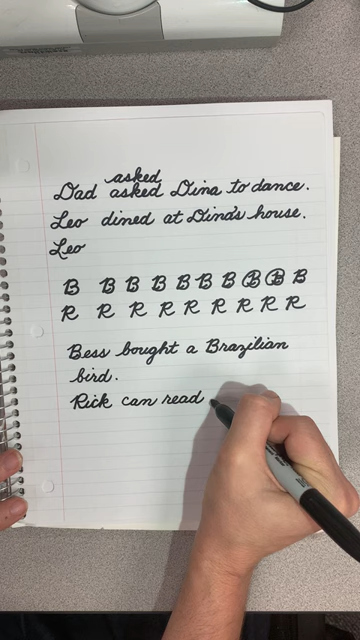 asked
Dad asked Dina to dance.
Leo dined at Dina's house.
Leo
B B B B B B B B B B
R R R R R R R R R
Bess bought a Brazilian
bird.
Rick can read